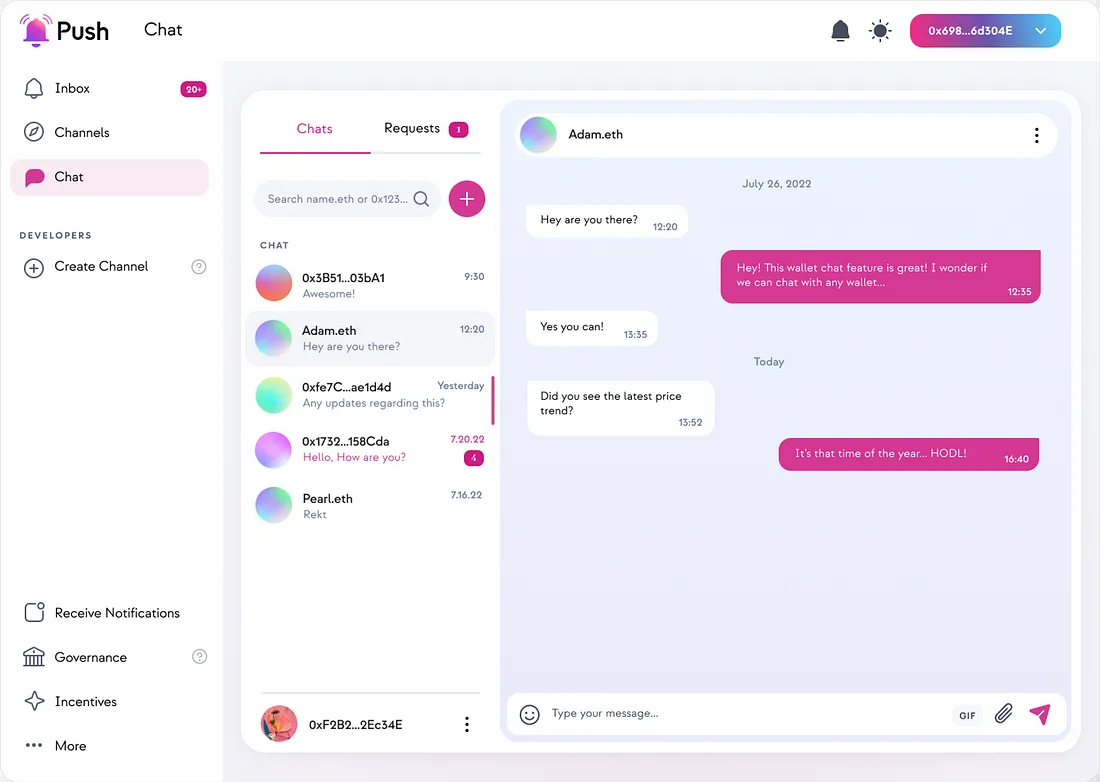 Push
Chat
0x698...6d304E
Inbox
20+
Channels
Chat
DEVELOPERS
Create Channel
?
Receive Notifications
Governance
?
Incentives
More
Chats
Requests
1
Search name.eth or 0x123...
CHAT
0x3B51...03bA1
9:30
Awesome!
Adam.eth
12:20
Hey are you there?
0xfe7C...ae1d4d
Yesterday
Any updates regarding this?
0x1732...158Cda
7.20.22
Hello, How are you?
4
Pearl.eth
7.16.22
Rekt
0xF2B2...2Ec34E
Adam.eth
July 26, 2022
Hey are you there?
12:20
Hey! This wallet chat feature is great! I wonder if
we can chat with any wallet...
12:35
Yes you can!
13:35
Today
Did you see the latest price
trend?
13:52
It's that time of the year... HODL!
16:40
Type your message...
GIF